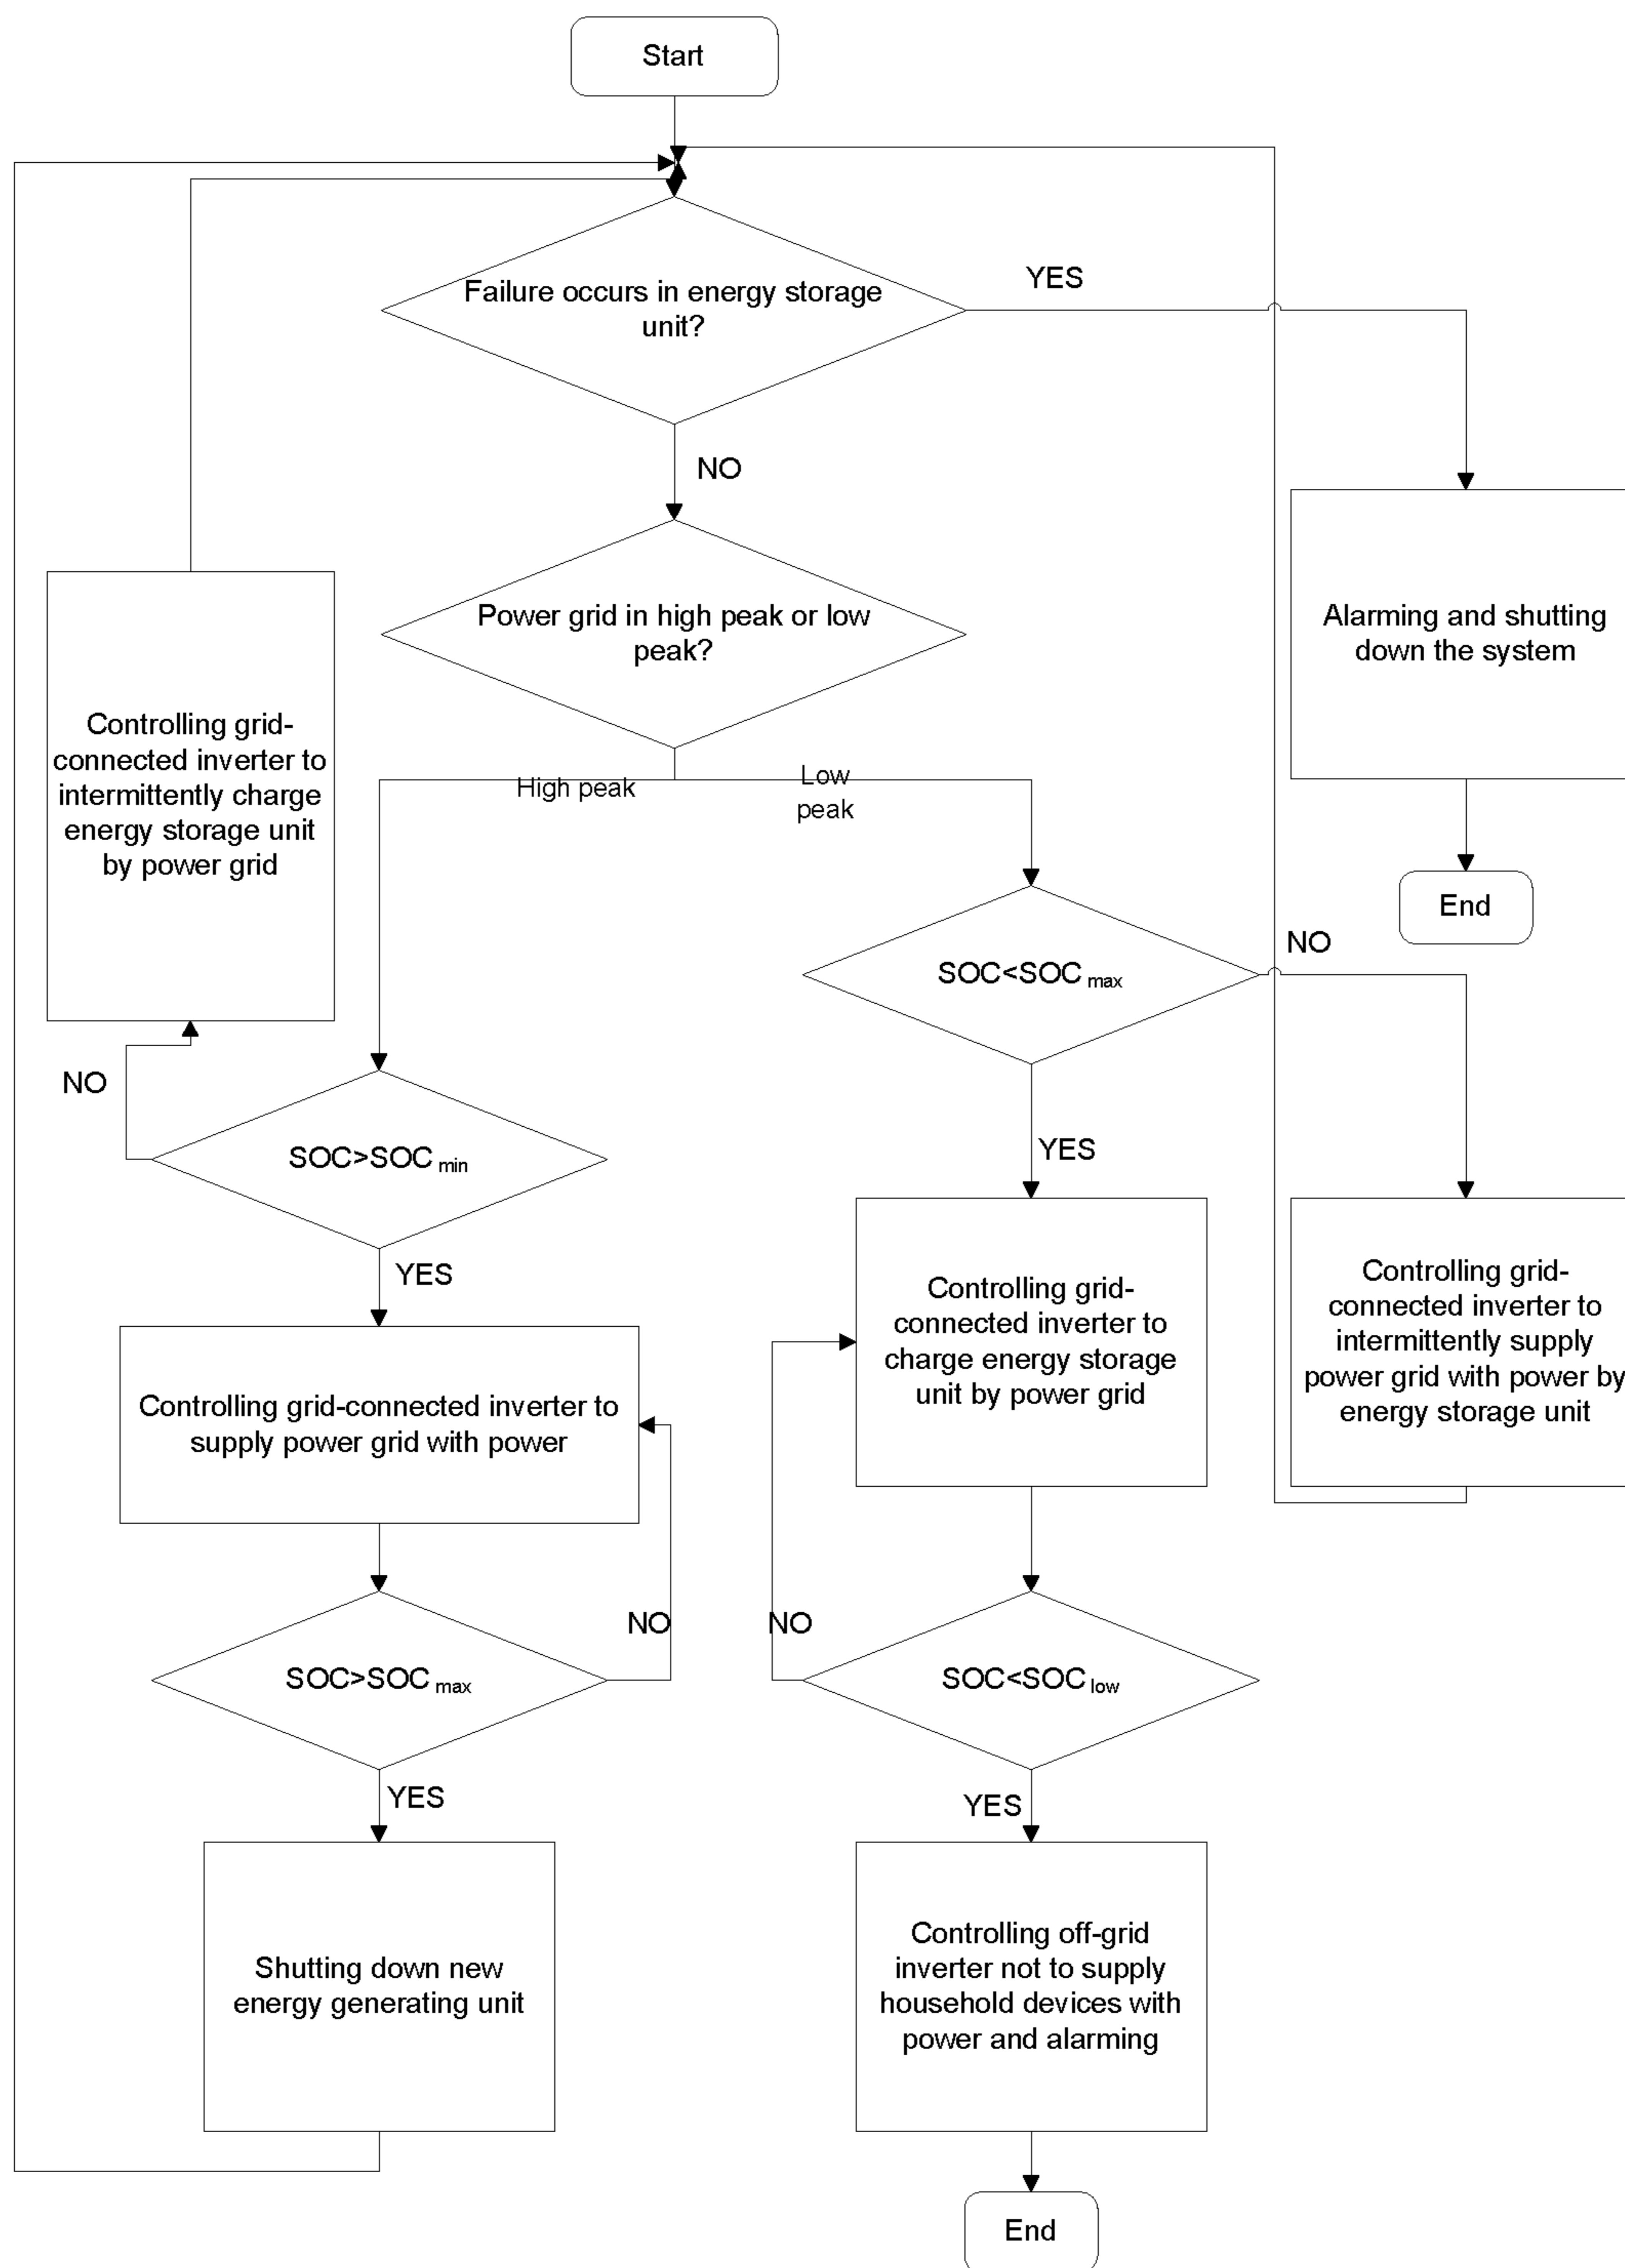 Start
Failure occurs in energy storage
unit?
YES
NO
Power grid in high peak or low
peak?
Alarming and shutting
down the system
End
High peak
Low
peak
Controlling grid-
connected inverter to
intermittently charge
energy storage unit
by power grid
NO
SOC>SOC min
YES
SOC<SOC max
NO
YES
Controlling grid-connected inverter to
supply power grid with power
Controlling grid-
connected inverter to
charge energy storage
unit by power grid
Controlling grid-
connected inverter to
intermittently supply
power grid with power by
energy storage unit
SOC>SOC max
NO
YES
NO
SOC<SOC low
YES
Shutting down new
energy generating unit
Controlling off-grid
inverter not to supply
household devices with
power and alarming
End